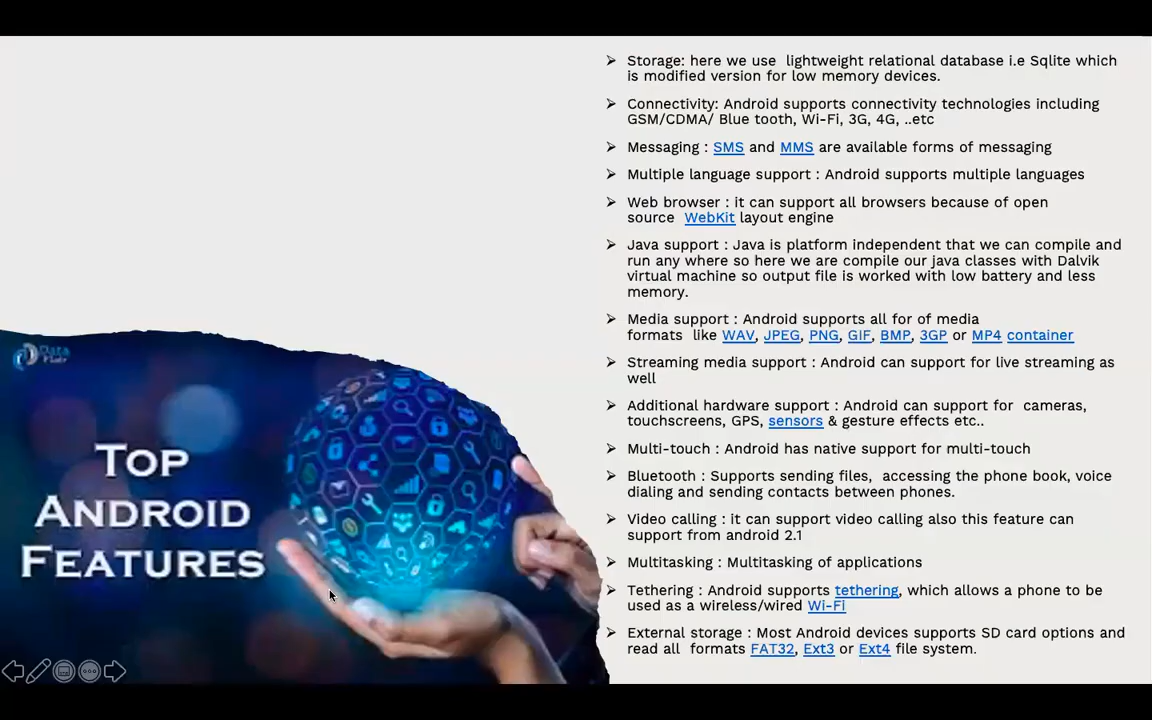 Storage: here we use lightweight relational database i.e Sqlite which
is modified version for low memory devices.
Connectivity: Android supports connectivity technologies including
GSM/CDMA/ Blue tooth, Wi-Fi, 3G, 4G, ..etc
Messaging : SMS and MMS are available forms of messaging
Multiple language support : Android supports multiple languages
Web browser : it can support all browsers because of open
source WebKit layout engine
Java support : Java is platform independent that we can compile and
run any where so here we are compile our java classes with Dalvik
virtual machine so output file is worked with low battery and less
memory.
Media support : Android supports all for of media
formats like WAV, JPEG, PNG, GIF, BMP, 3GP or MP4 container
Streaming media support : Android can support for live streaming as
well
Additional hardware support : Android can support for cameras,
touchscreens, GPS, sensors & gesture effects etc..
Multi-touch : Android has native support for multi-touch
Bluetooth : Supports sending files, accessing the phone book, voice
dialing and sending contacts between phones.
Video calling : it can support video calling also this feature can
support from android 2.1
Multitasking : Multitasking of applications
Tethering : Android supports tethering, which allows a phone to be
used as a wireless/wired Wi-Fi
External storage : Most Android devices supports SD card options and
read all formats FAT32, Ext3 or Ext4 file system.
Data
Flair
Top
Android
Features